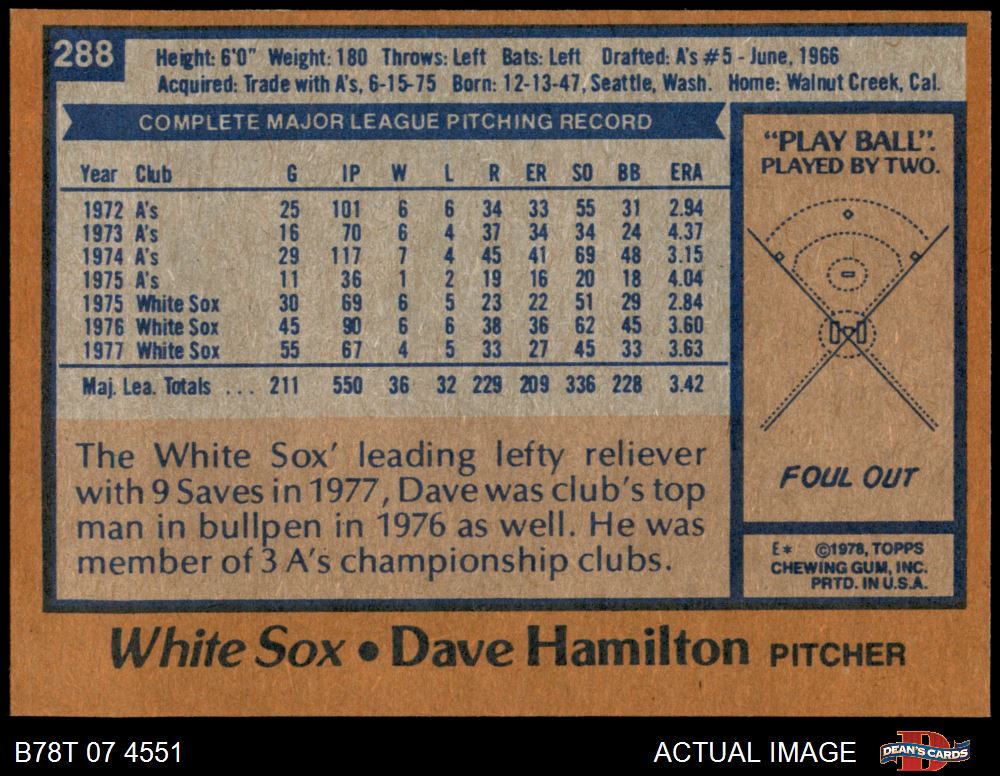 288
Height: 6'0" Weight: 180 Throws: Left Bats: Left Drafted: A's #5 - June, 1966
Acquired: Trade with A's, 6-15-75 Born: 12-13-47, Seattle, Wash. Home: Walnut Creek, Cal.
COMPLETE MAJOR LEAGUE PITCHING RECORD
Year Club G IP W L R ER SO BB ERA
1972 A's 25 101 6 6 34 33 55 31 2.94
1973 A's 16 70 6 4 37 34 34 24 4.37
1974 A's 29 117 7 4 45 41 69 48 3.15
1975 A's 11 36 1 2 19 16 20 18 4.04
1975 White Sox 30 69 6 5 23 22 51 29 2.84
1976 White Sox 45 90 6 6 38 36 62 45 3.60
1977 White Sox 55 67 4 5 33 27 45 33 3.63
Maj. Lea. Totals ... 211 550 36 32 229 209 336 228 3.42
The White Sox' leading lefty reliever
with 9 Saves in 1977, Dave was club's top
man in bullpen in 1976 as well. He was
member of 3 A's championship clubs.
"PLAY BALL".
PLAYED BY TWO.
FOUL OUT
E* ©1978, TOPPS
CHEWING GUM, INC.
PRTD. IN U.S.A.
White Sox • Dave Hamilton PITCHER
B78T 07 4551 ACTUAL IMAGE DEAN'S CARDS